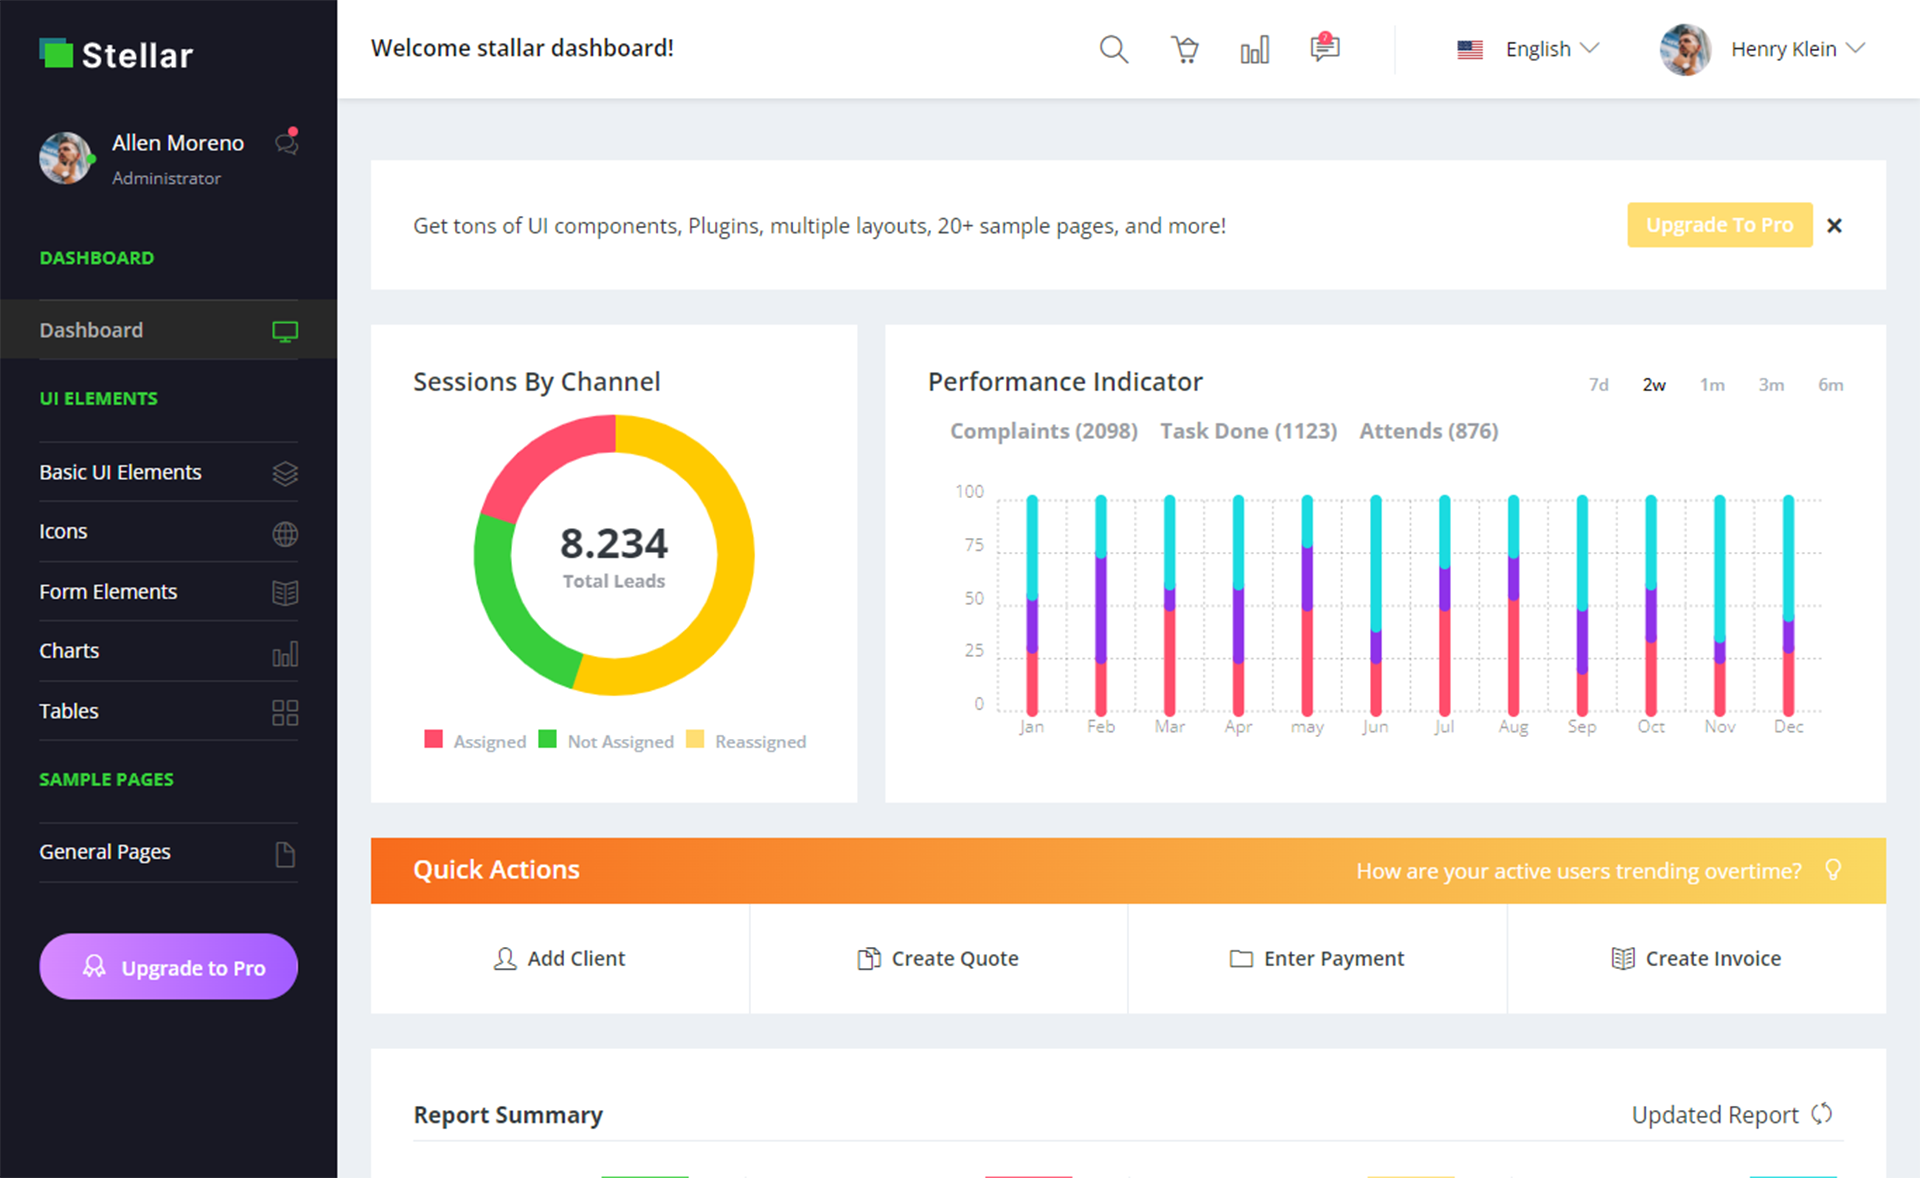 Stellar
Allen Moreno
Administrator
DASHBOARD
Dashboard
UI ELEMENTS
Basic UI Elements
Icons
Form Elements
Charts
Tables
SAMPLE PAGES
General Pages
Upgrade to Pro
Welcome stallar dashboard!
7
English
Henry Klein
Get tons of UI components, Plugins, multiple layouts, 20+ sample pages, and more!
Upgrade To Pro
Sessions By Channel
8.234
Total Leads
Assigned Not Assigned Reassigned
Performance Indicator
7d 2w 1m 3m 6m
Complaints (2098) Task Done (1123) Attends (876)
100
75
50
25
0
Jan Feb Mar Apr may Jun Jul Aug Sep Oct Nov Dec
Quick Actions
How are your active users trending overtime?
Add Client
Create Quote
Enter Payment
Create Invoice
Report Summary
Updated Report